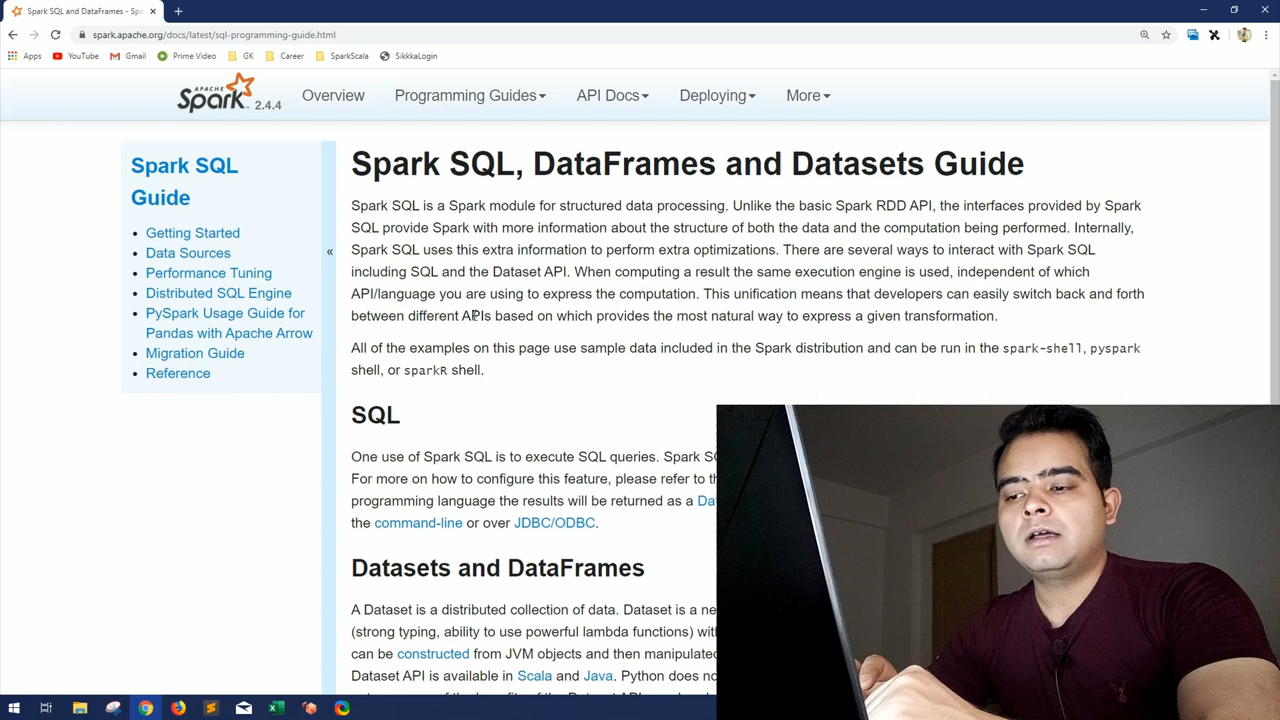 Spark SQL and DataFrames - Spa
spark.apache.org/docs/latest/sql-programming-guide.html
Apps YouTube Gmail Prime Video GK Career SparkScala SikkkaLogin
APACHE Spark 2.4.4 Overview Programming Guides API Docs Deploying More
Spark SQL
Guide
Getting Started
Data Sources
Performance Tuning
Distributed SQL Engine
PySpark Usage Guide for
Pandas with Apache Arrow
Migration Guide
Reference
«
Spark SQL, DataFrames and Datasets Guide
Spark SQL is a Spark module for structured data processing. Unlike the basic Spark RDD API, the interfaces provided by Spark
SQL provide Spark with more information about the structure of both the data and the computation being performed. Internally,
Spark SQL uses this extra information to perform extra optimizations. There are several ways to interact with Spark SQL
including SQL and the Dataset API. When computing a result the same execution engine is used, independent of which
API/language you are using to express the computation. This unification means that developers can easily switch back and forth
between different APIs based on which provides the most natural way to express a given transformation.
All of the examples on this page use sample data included in the Spark distribution and can be run in the spark-shell, pyspark
shell, or sparkR shell.
SQL
One use of Spark SQL is to execute SQL queries. Spark
For more on how to configure this feature, please refer to
programming language the results will be returned as a
the command-line or over JDBC/ODBC.
Datasets and DataFrames
A Dataset is a distributed collection of data. Dataset is a
(strong typing, ability to use powerful lambda functions)
can be constructed from JVM objects and then manipulated
Dataset API is available in Scala and Java. Python does